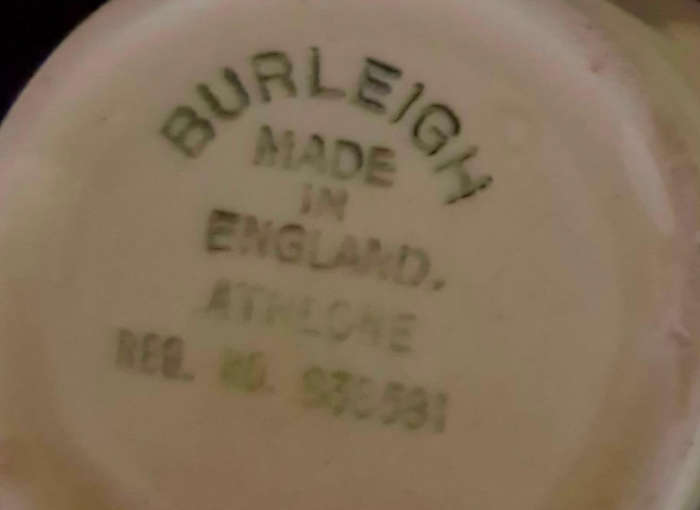 BURLEIGH
MADE
IN
ENGLAND.
ATHLONE
REG. NO.